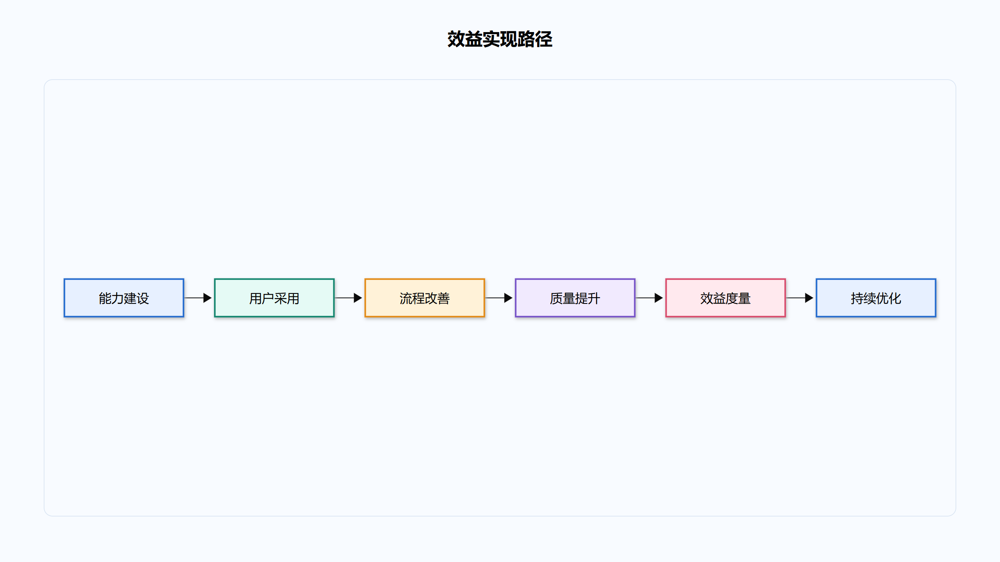 效益实现路径
能力建设
用户采用
流程改善
质量提升
效益度量
持续优化